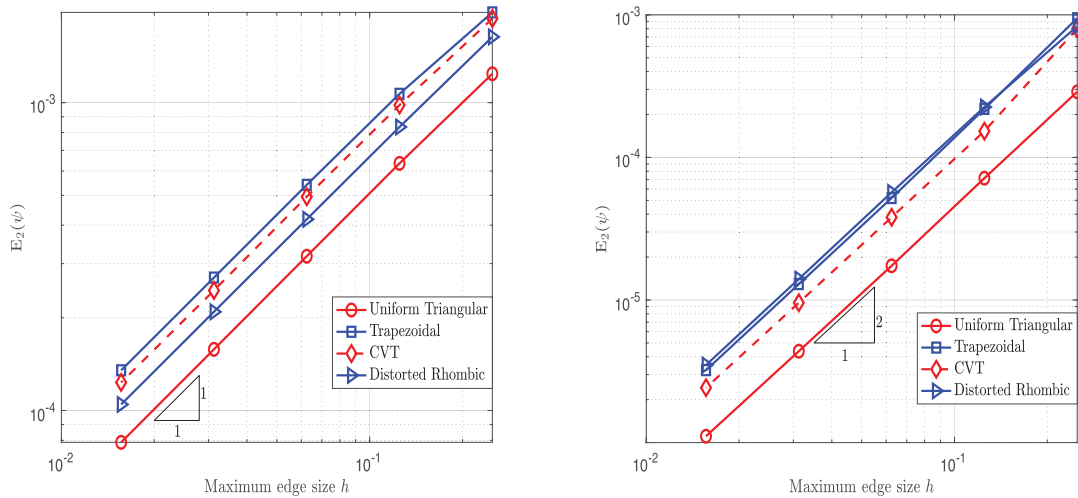 10^-3
10^-4
10^-2
10^-1
E_2(ψ)
Maximum edge size h
Uniform Triangular
Trapezoidal
CVT
Distorted Rhombic
1
1
10^-3
10^-4
10^-5
10^-2
10^-1
E_2(ψ)
Maximum edge size h
Uniform Triangular
Trapezoidal
CVT
Distorted Rhombic
2
1